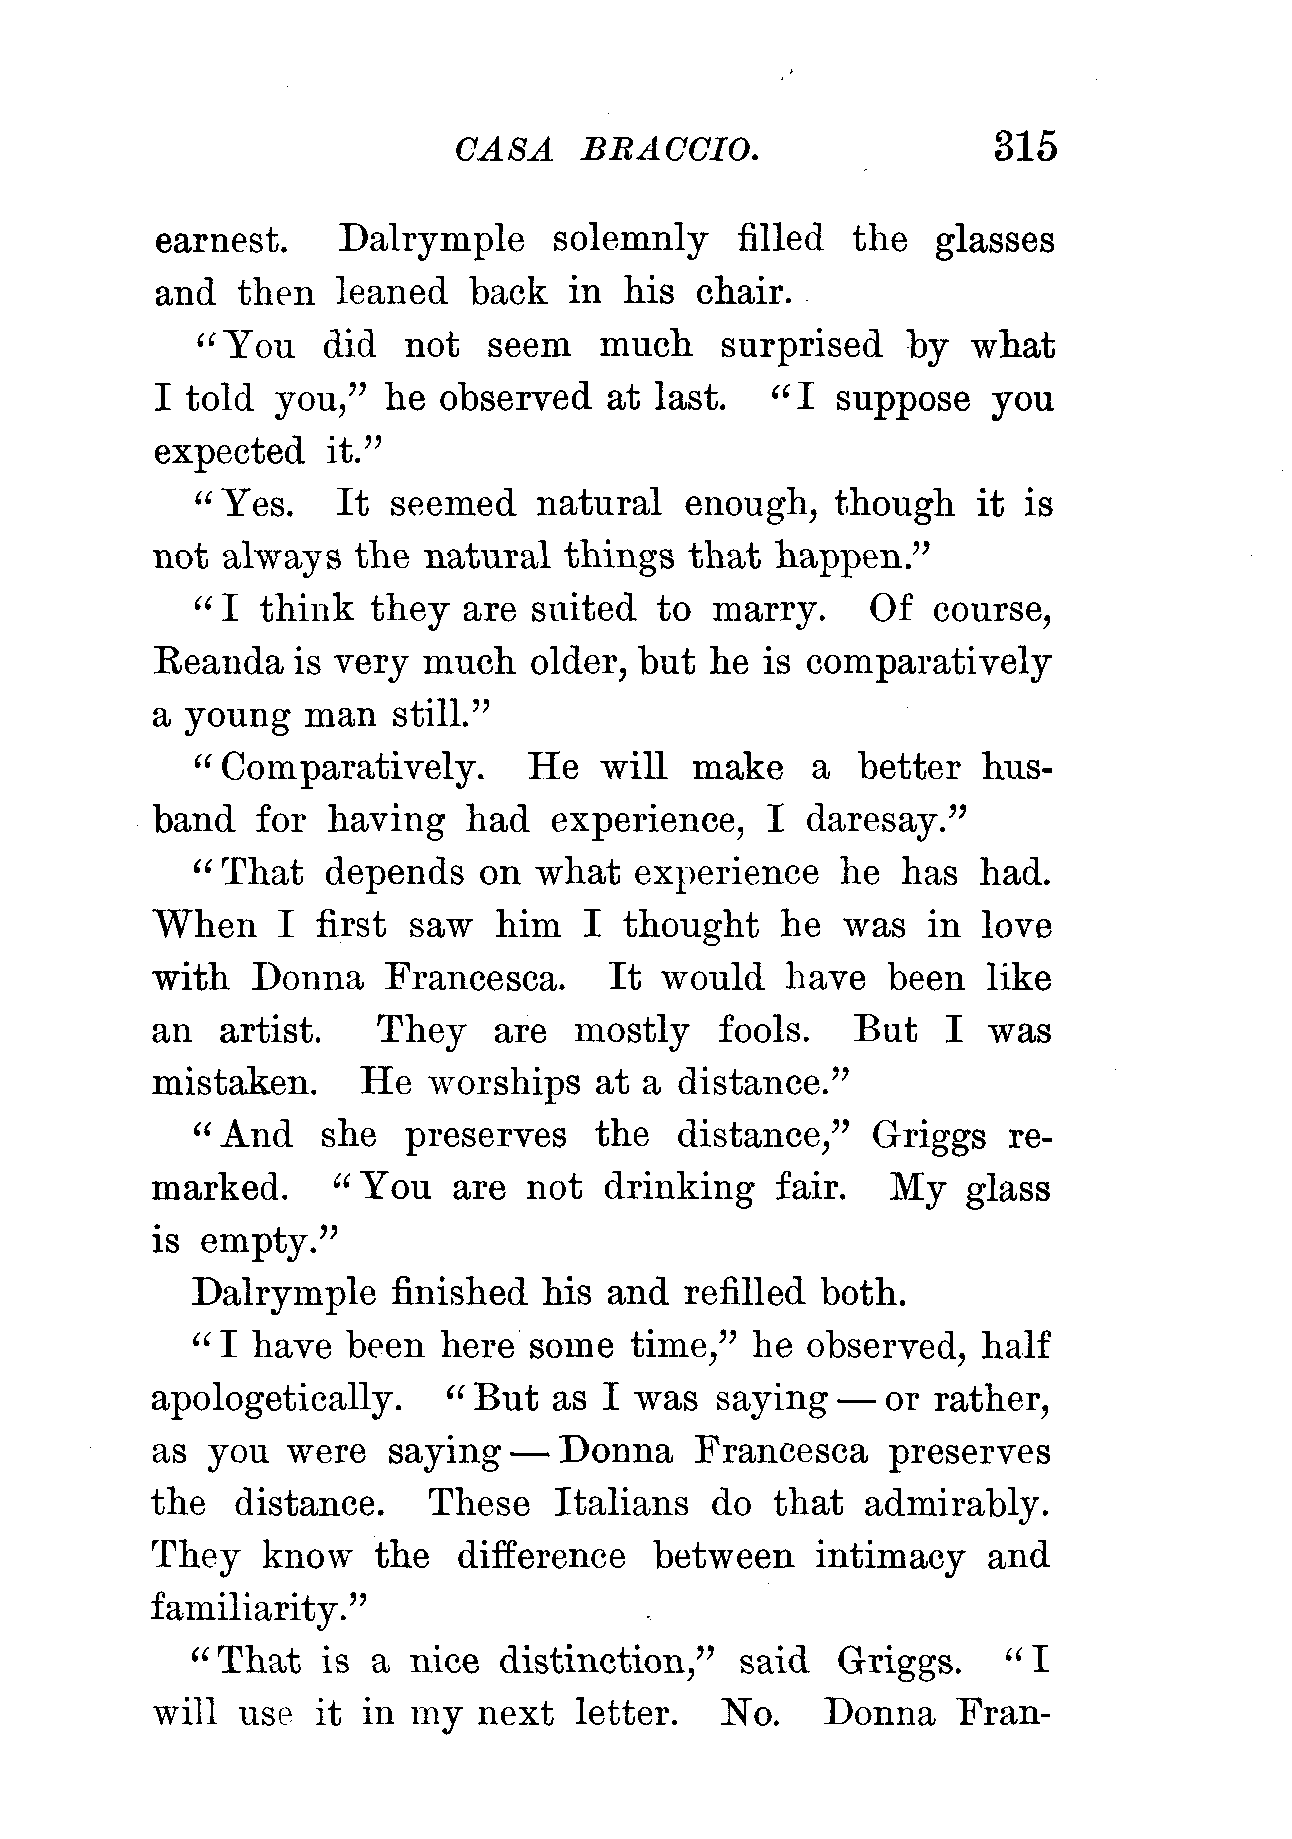 CASA BRACCIO. 315
earnest. Dalrymple solemnly filled the glasses
and then leaned back in his chair.
"You did not seem much surprised by what
I told you," he observed at last. "I suppose you
expected it."
"Yes. It seemed natural enough, though it is
not always the natural things that happen."
"I think they are suited to marry. Of course,
Reanda is very much older, but he is comparatively
a young man still."
"Comparatively. He will make a better hus-
band for having had experience, I daresay."
"That depends on what experience he has had.
When I first saw him I thought he was in love
with Donna Francesca. It would have been like
an artist. They are mostly fools. But I was
mistaken. He worships at a distance."
"And she preserves the distance," Griggs re-
marked. "You are not drinking fair. My glass
is empty."
Dalrymple finished his and refilled both.
"I have been here some time," he observed, half
apologetically. "But as I was saying — or rather,
as you were saying — Donna Francesca preserves
the distance. These Italians do that admirably.
They know the difference between intimacy and
familiarity."
"That is a nice distinction," said Griggs. "I
will use it in my next letter. No. Donna Fran-